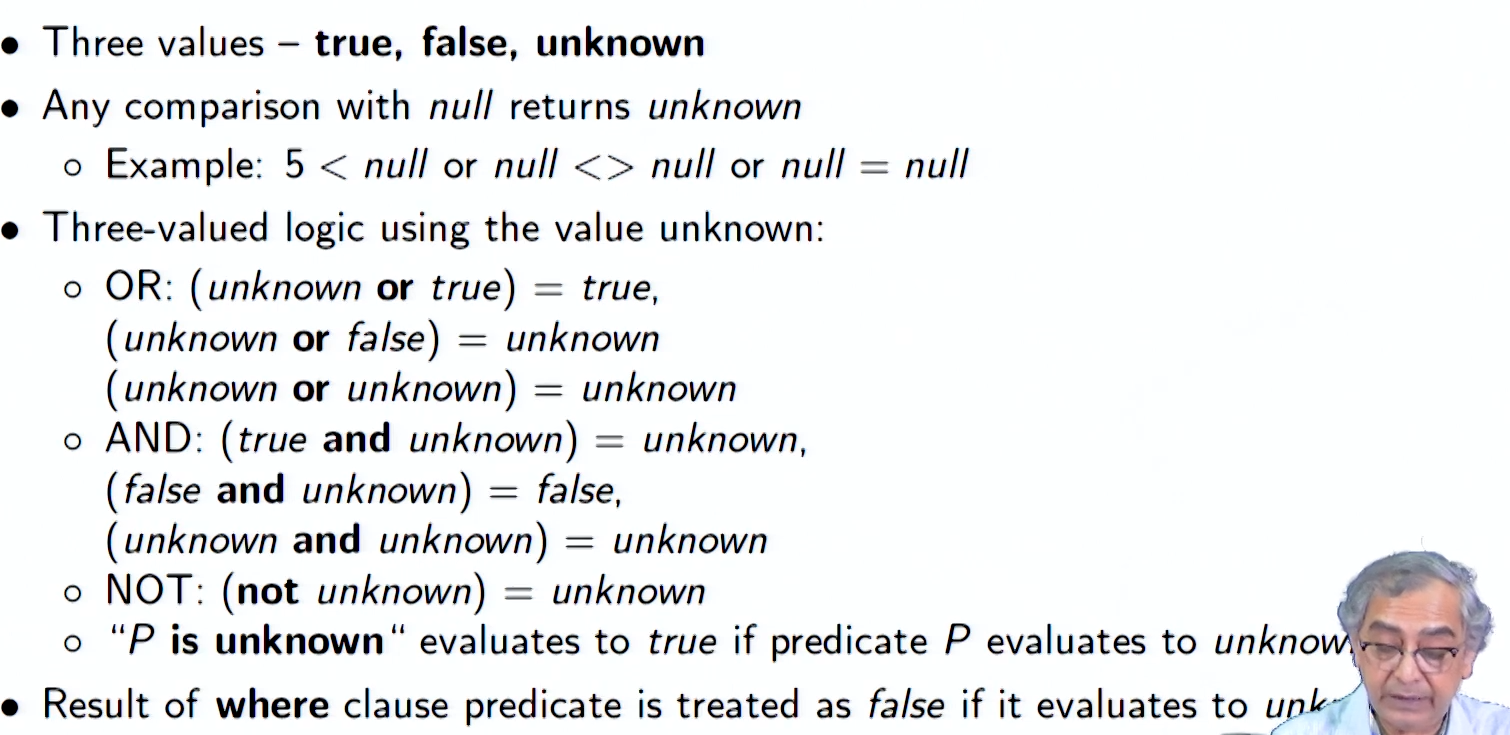 • Three values – true, false, unknown
• Any comparison with null returns unknown
○ Example: 5 < null or null <> null or null = null
• Three-valued logic using the value unknown:
○ OR: (unknown or true) = true,
(unknown or false) = unknown
(unknown or unknown) = unknown
○ AND: (true and unknown) = unknown,
(false and unknown) = false,
(unknown and unknown) = unknown
○ NOT: (not unknown) = unknown
○ “P is unknown“ evaluates to true if predicate P evaluates to unknow
• Result of where clause predicate is treated as false if it evaluates to